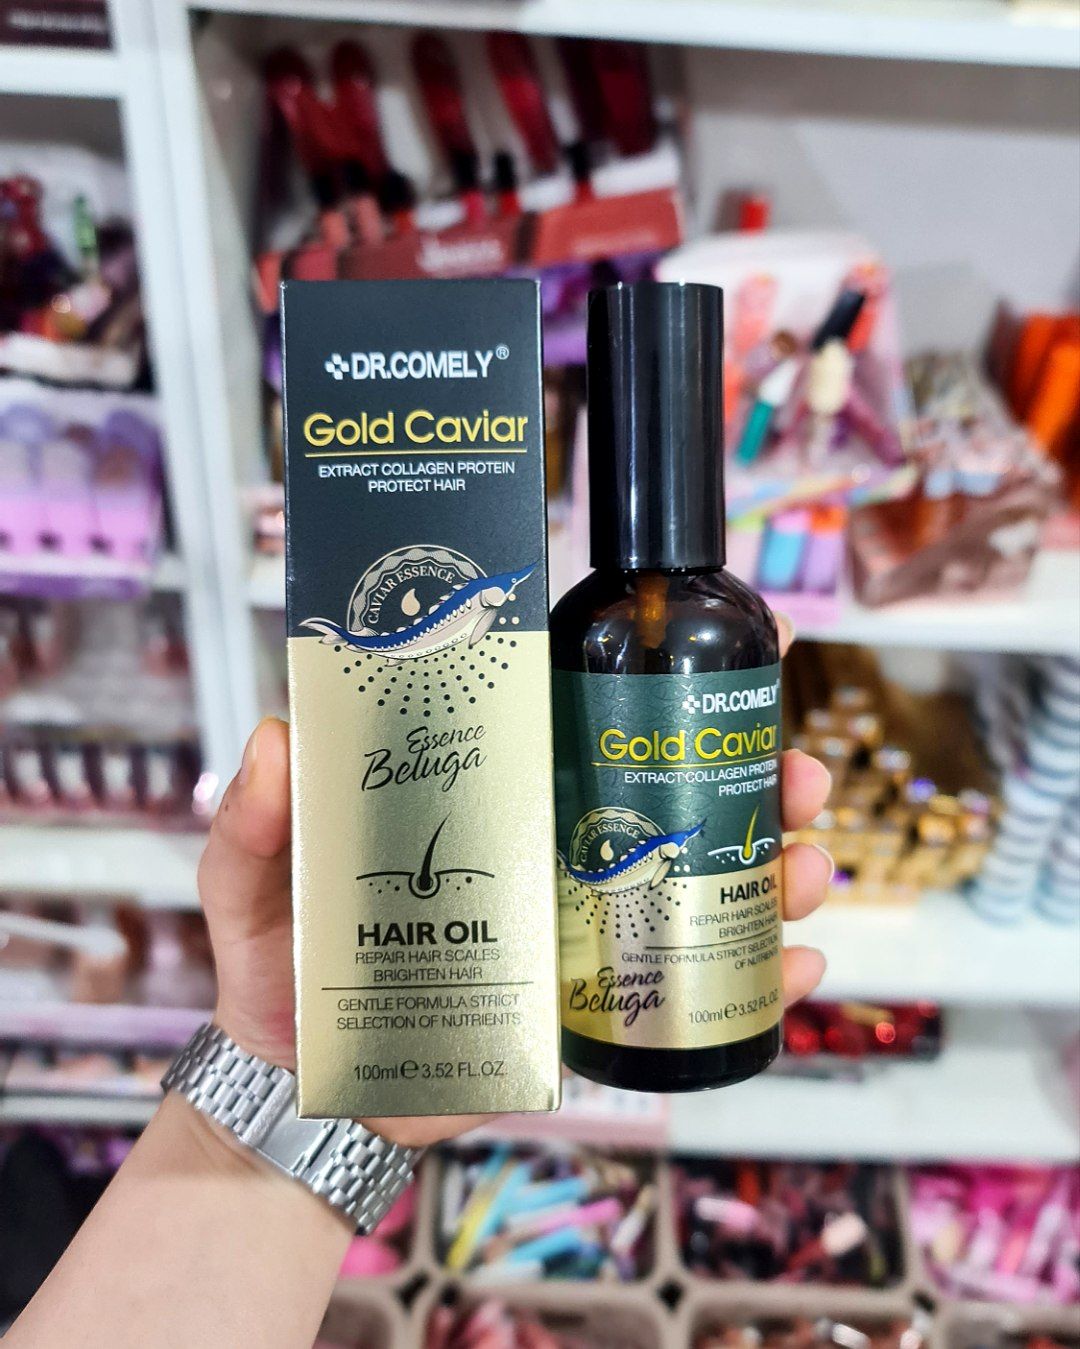 DR.COMELY®
Gold Caviar
EXTRACT COLLAGEN PROTEIN
PROTECT HAIR
CAVIAR ESSENCE
Essence
Beluga
HAIR OIL
REPAIR HAIR SCALES
BRIGHTEN HAIR
GENTLE FORMULA STRICT
SELECTION OF NUTRIENTS
100ml℮3.52 FL.OZ.
DR.COMELY
Gold Caviar
EXTRACT COLLAGEN PROTEIN
PROTECT HAIR
CAVIAR ESSENCE
HAIR OIL
REPAIR HAIR SCALES
BRIGHTEN HAIR
GENTLE FORMULA STRICT SELECTION
OF NUTRIENTS
Essence
Beluga
100ml℮3.52 FL.OZ